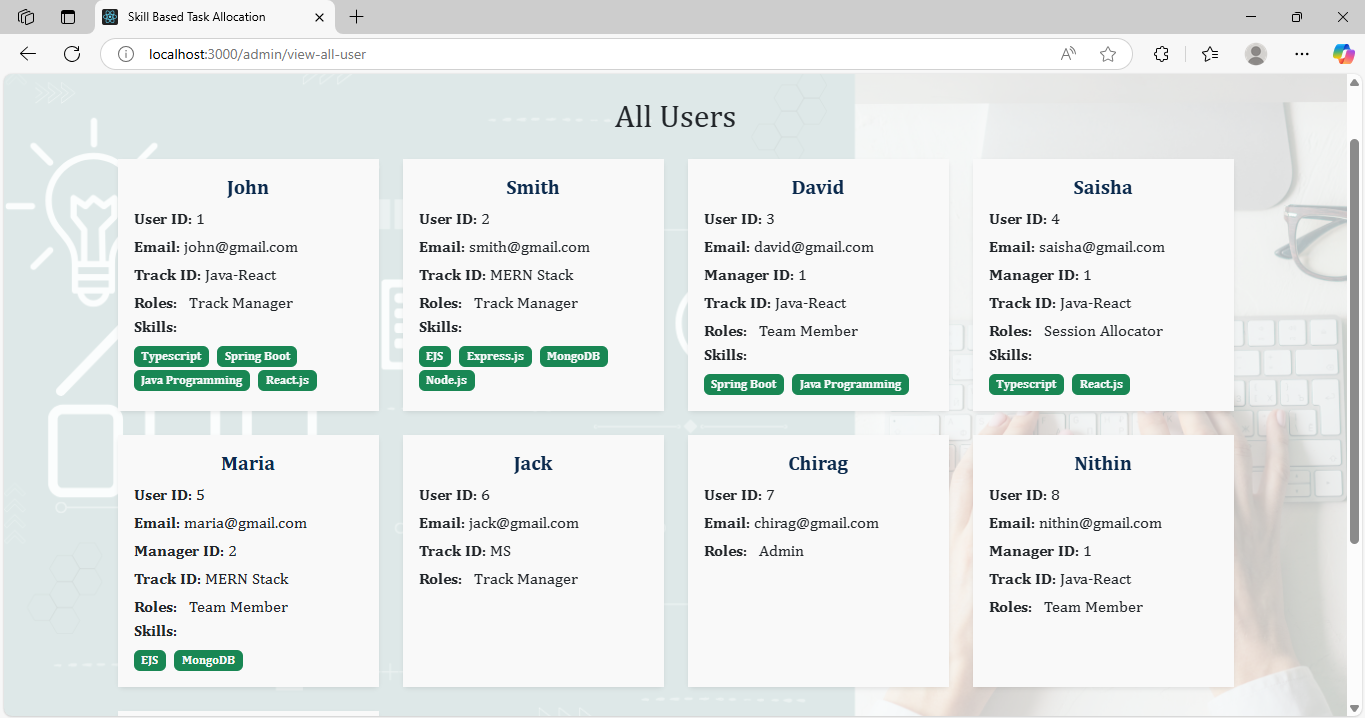 Skill Based Task Allocation
localhost:3000/admin/view-all-user
All Users
John
User ID: 1
Email: john@gmail.com
Track ID: Java-React
Roles: Track Manager
Skills:
Typescript Spring Boot
Java Programming React.js
Smith
User ID: 2
Email: smith@gmail.com
Track ID: MERN Stack
Roles: Track Manager
Skills:
EJS Express.js MongoDB
Node.js
David
User ID: 3
Email: david@gmail.com
Manager ID: 1
Track ID: Java-React
Roles: Team Member
Skills:
Spring Boot Java Programming
Saisha
User ID: 4
Email: saisha@gmail.com
Manager ID: 1
Track ID: Java-React
Roles: Session Allocator
Skills:
Typescript React.js
Maria
User ID: 5
Email: maria@gmail.com
Manager ID: 2
Track ID: MERN Stack
Roles: Team Member
Skills:
EJS MongoDB
Jack
User ID: 6
Email: jack@gmail.com
Track ID: MS
Roles: Track Manager
Chirag
User ID: 7
Email: chirag@gmail.com
Roles: Admin
Nithin
User ID: 8
Email: nithin@gmail.com
Manager ID: 1
Track ID: Java-React
Roles: Team Member